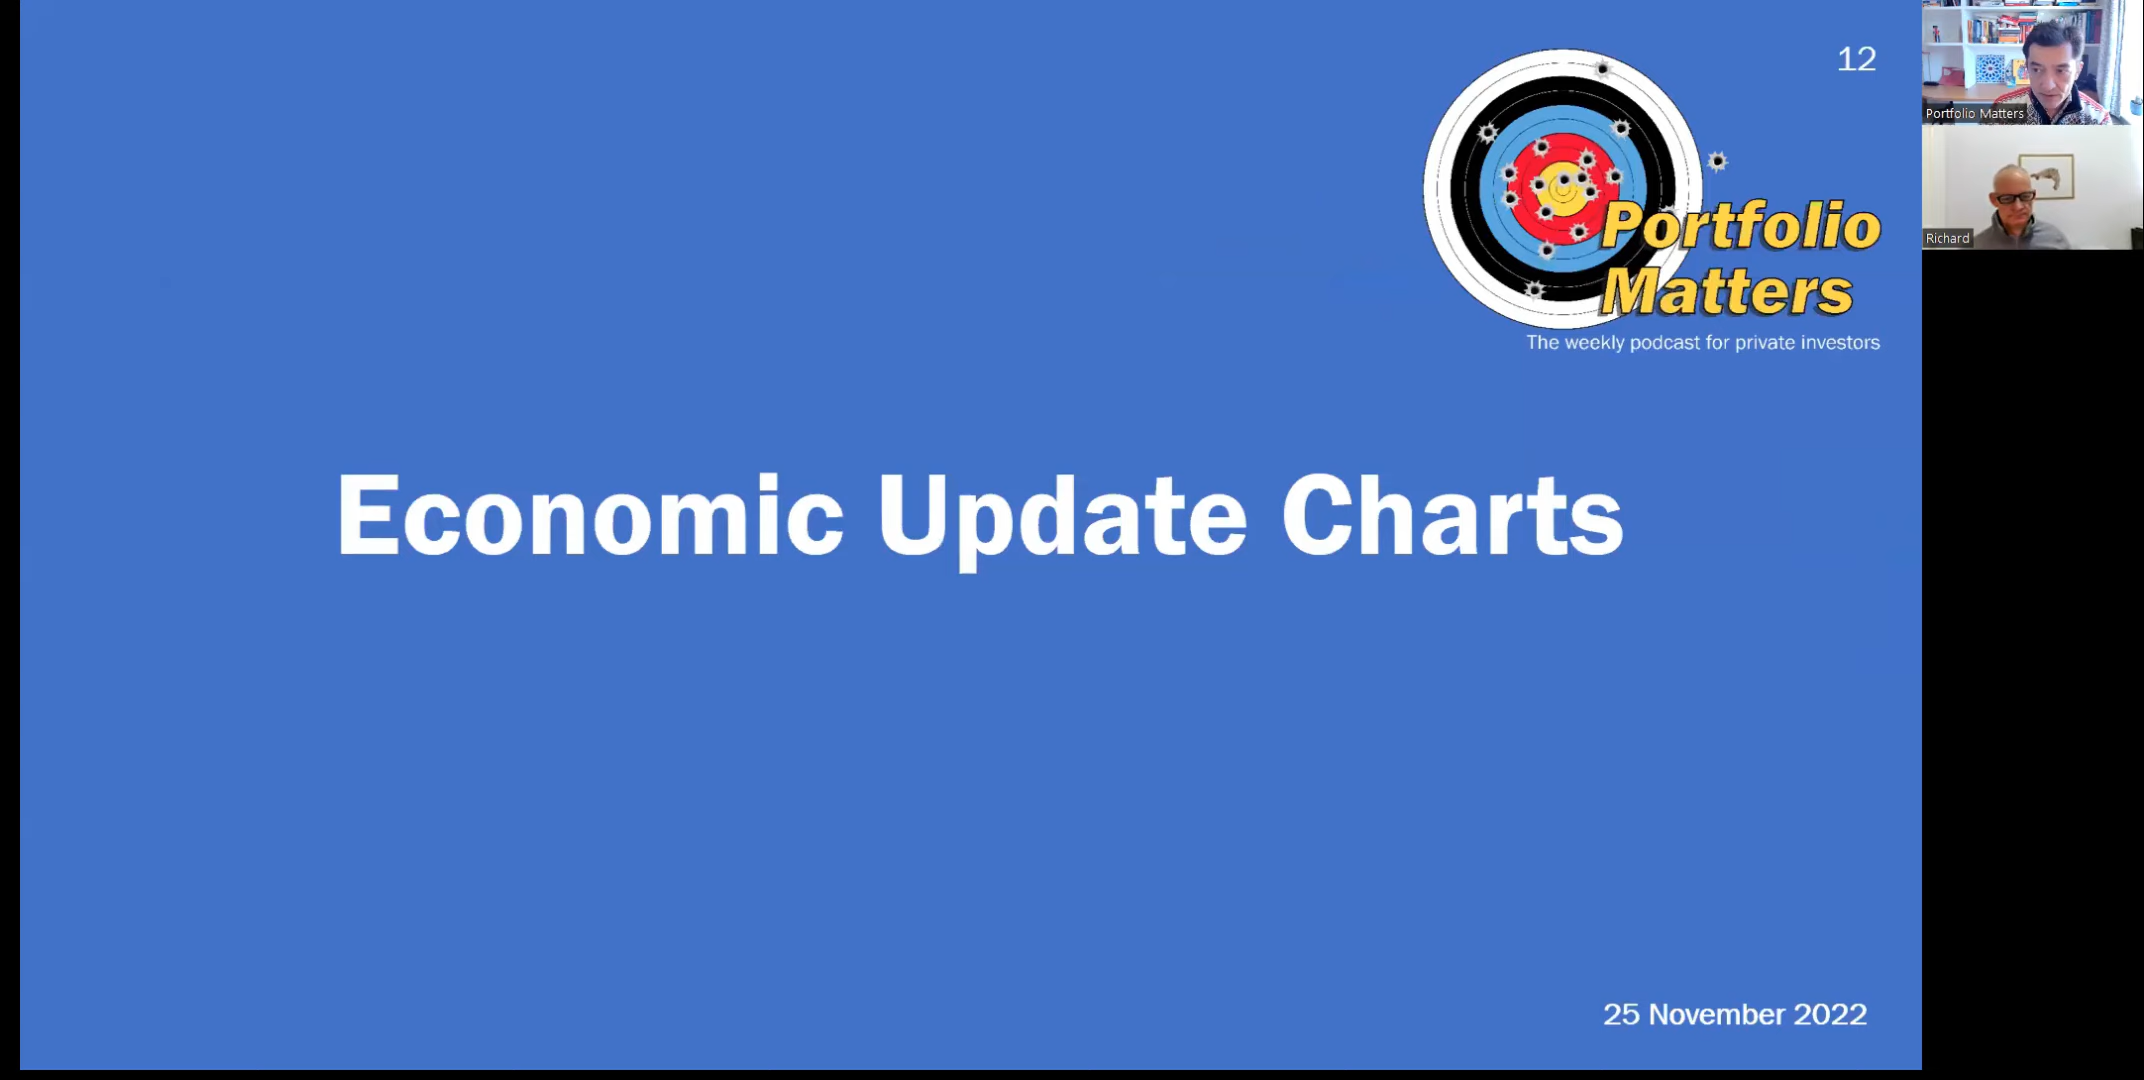 12
Portfolio
Matters
The weekly podcast for private investors
Economic Update Charts
25 November 2022
Portfolio Matters
Richard